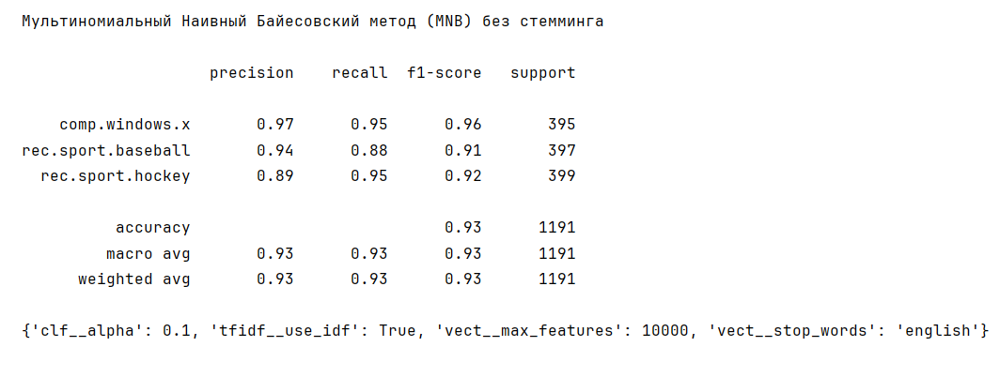 Мультиномиальный Наивный Байесовский метод (MNB) без стемминга
precision recall f1-score support
comp.windows.x 0.97 0.95 0.96 395
rec.sport.baseball 0.94 0.88 0.91 397
rec.sport.hockey 0.89 0.95 0.92 399
accuracy 0.93 1191
macro avg 0.93 0.93 0.93 1191
weighted avg 0.93 0.93 0.93 1191
{'clf__alpha': 0.1, 'tfidf__use_idf': True, 'vect__max_features': 10000, 'vect__stop_words': 'english'}